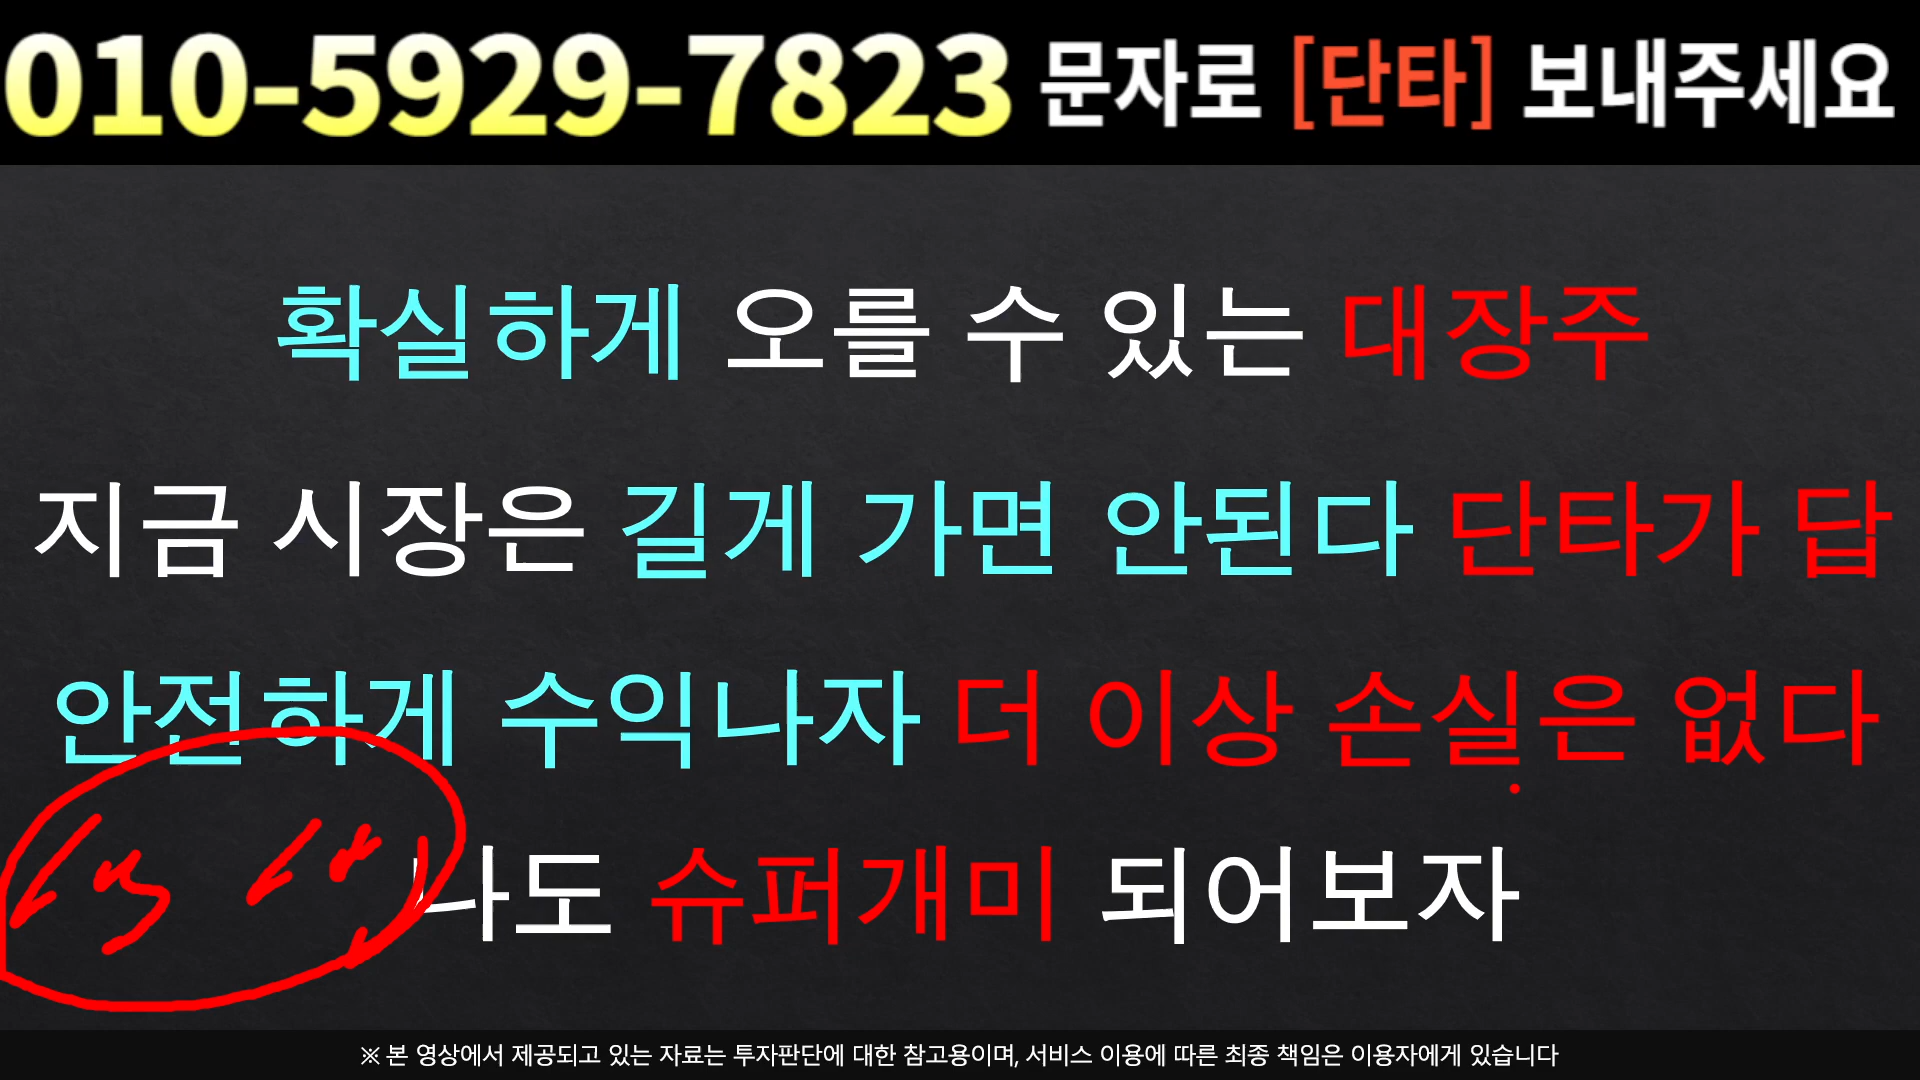 010-5929-7823 문자로 [단타] 보내주세요
확실하게 오를 수 있는 대장주
지금 시장은 길게 가면 안된다 단타가 답
안전하게 수익나자 더 이상 손실은 없다
나도 슈퍼개미 되어보자
※ 본 영상에서 제공되고 있는 자료는 투자판단에 대한 참고용이며, 서비스 이용에 따른 최종 책임은 이용자에게 있습니다